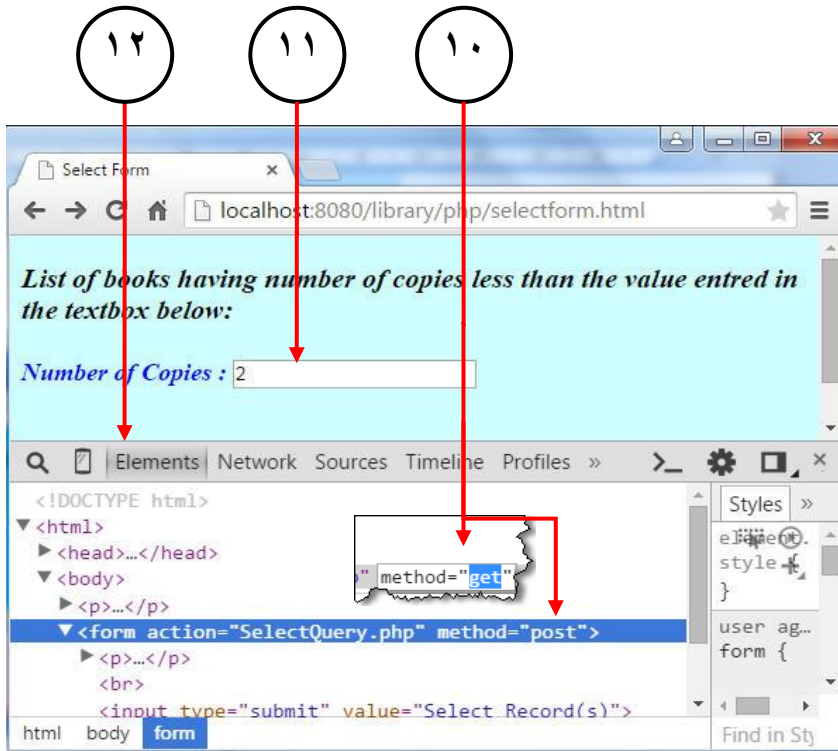 ١٢ ١١ ١٠
Select Form
localhost:8080/library/php/selectform.html
List of books having number of copies less than the value entred in
the textbox below:
Number of Copies : 2
Elements Network Sources Timeline Profiles »
<!DOCTYPE html>
<html>
<head>…</head>
<body>
<p>…</p>
" method="get"
<form action="SelectQuery.php" method="post">
<p>…</p>
<br>
<input type="submit" value="Select Record(s)">
html body form
Styles »
element.
style {
}
user ag…
form {
Find in Sty